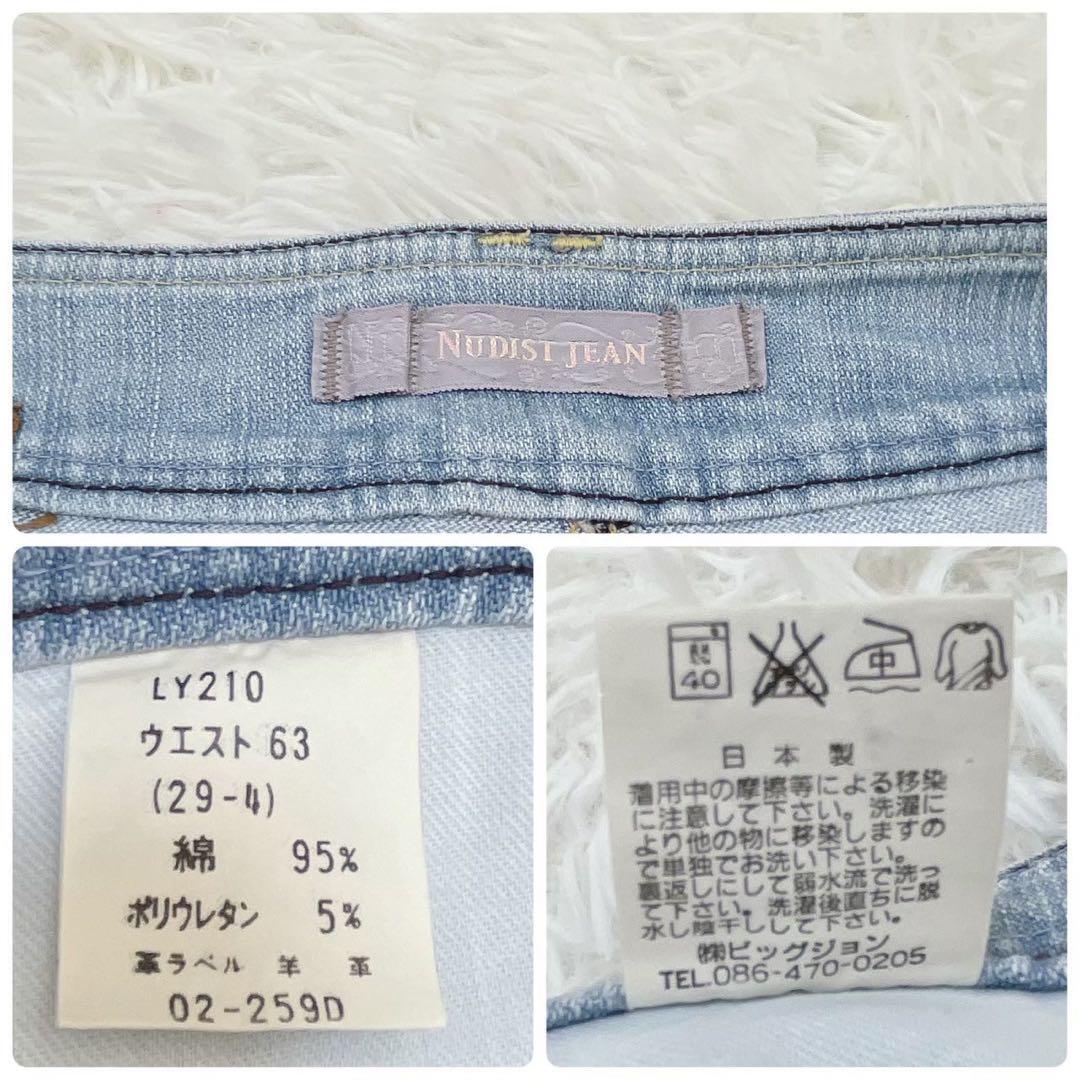 NUDIST JEAN
LY210
ウエスト 63
(29-4)
綿 95%
ポリウレタン 5%
革ラベル 羊 革
02-259D
弱
40
中
日本製
着用中の摩擦等による移染
に注意して下さい。洗濯に
より他の物に移染しますの
で単独でお洗い下さい。
裏返しにして弱水流で洗っ
て下さい。洗濯後直ちに脱
水し陰干しして下さい。
㈱ビッグジョン
TEL.086-470-0205